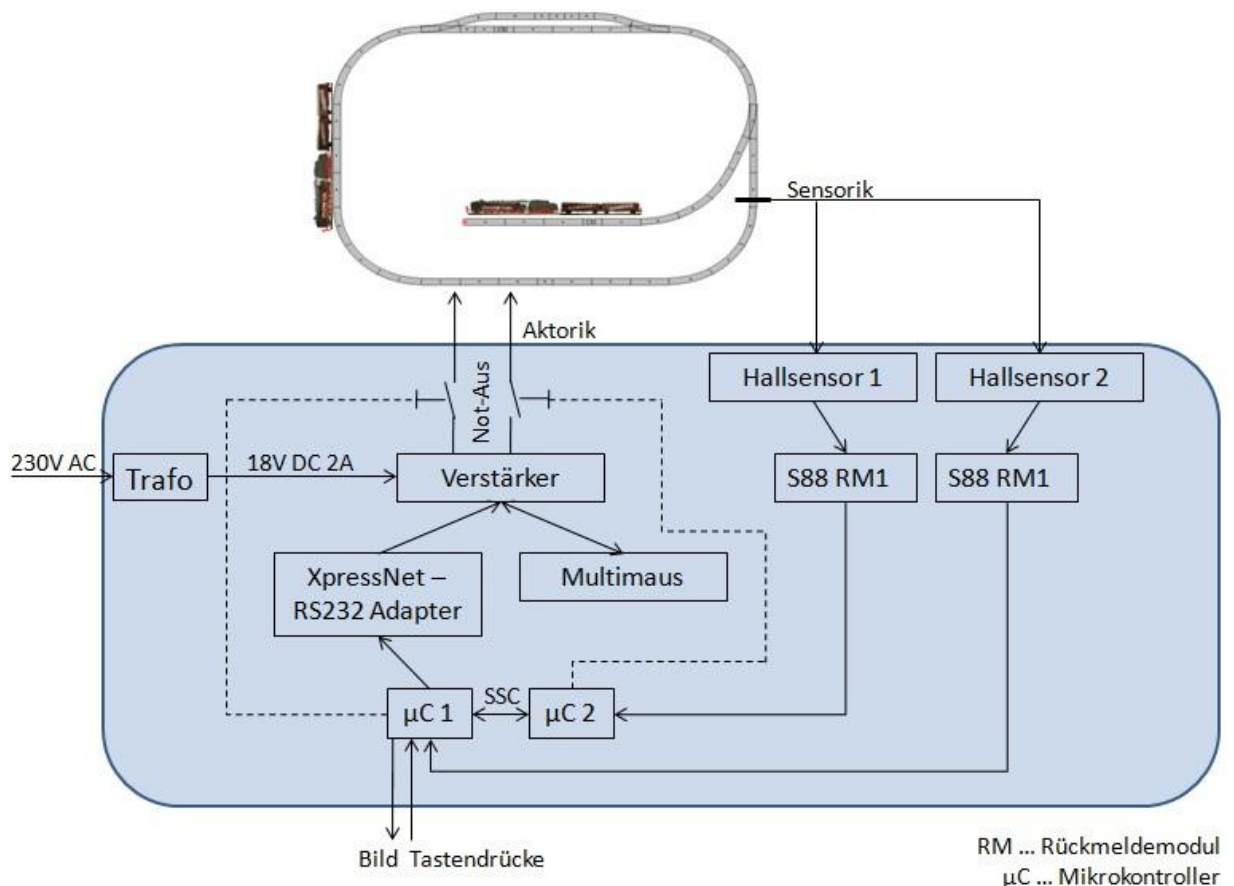 Sensorik
Aktorik
Not-Aus
Hallsensor 1
Hallsensor 2
230V AC
Trafo
18V DC 2A
Verstärker
S88 RM1
S88 RM1
XpressNet –
RS232 Adapter
Multimaus
µC 1
SSC
µC 2
Bild Tastendrücke
RM ... Rückmeldemodul
µC ... Mikrokontroller